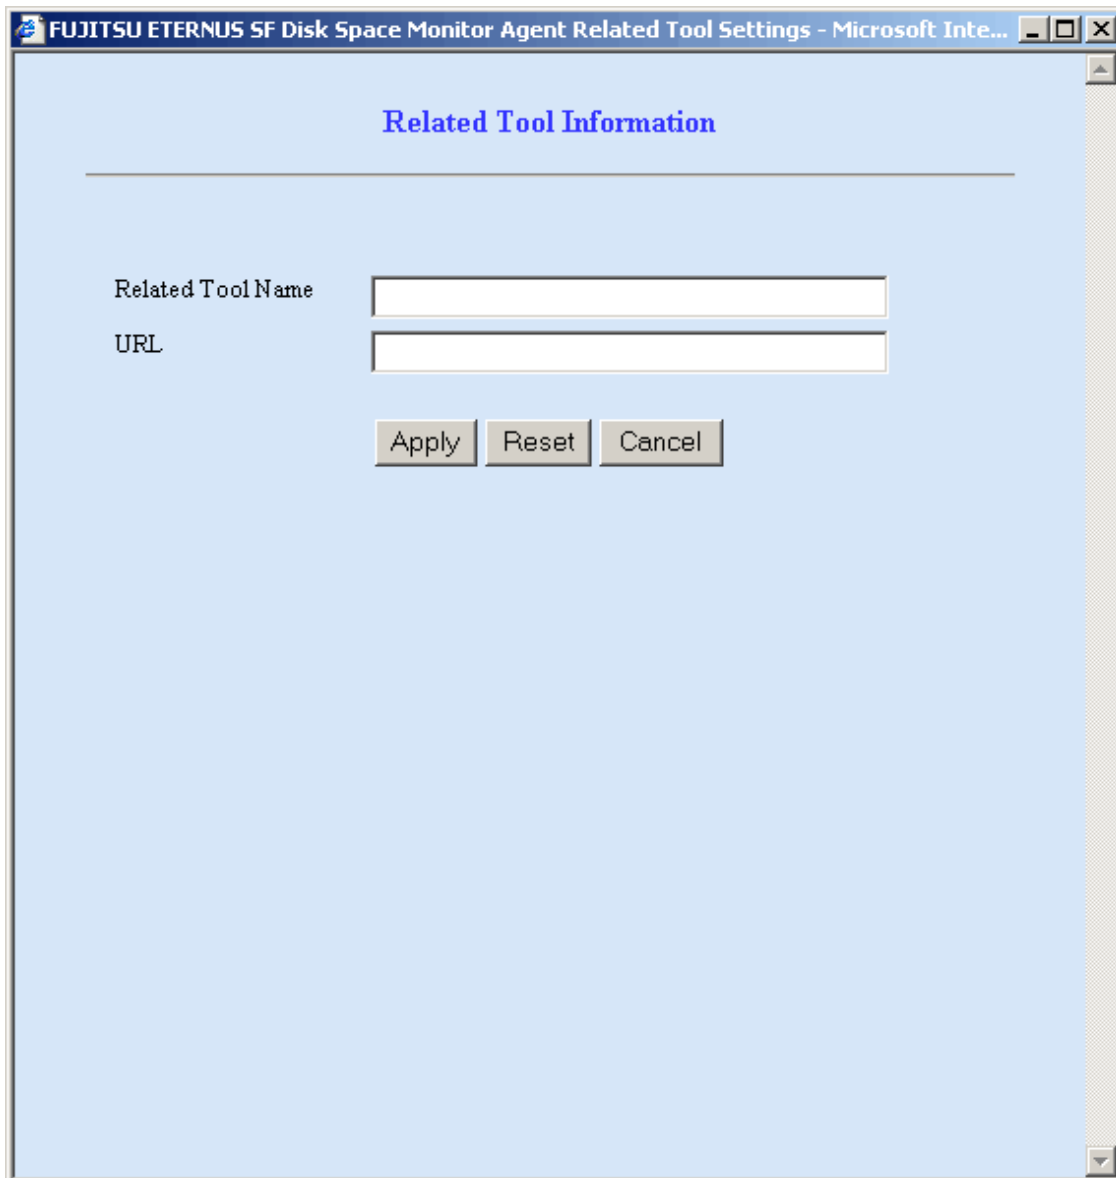 FUJITSU ETERNUS SF Disk Space Monitor Agent Related Tool Settings - Microsoft Inte...
Related Tool Information
Related Tool Name
URL
Apply Reset Cancel